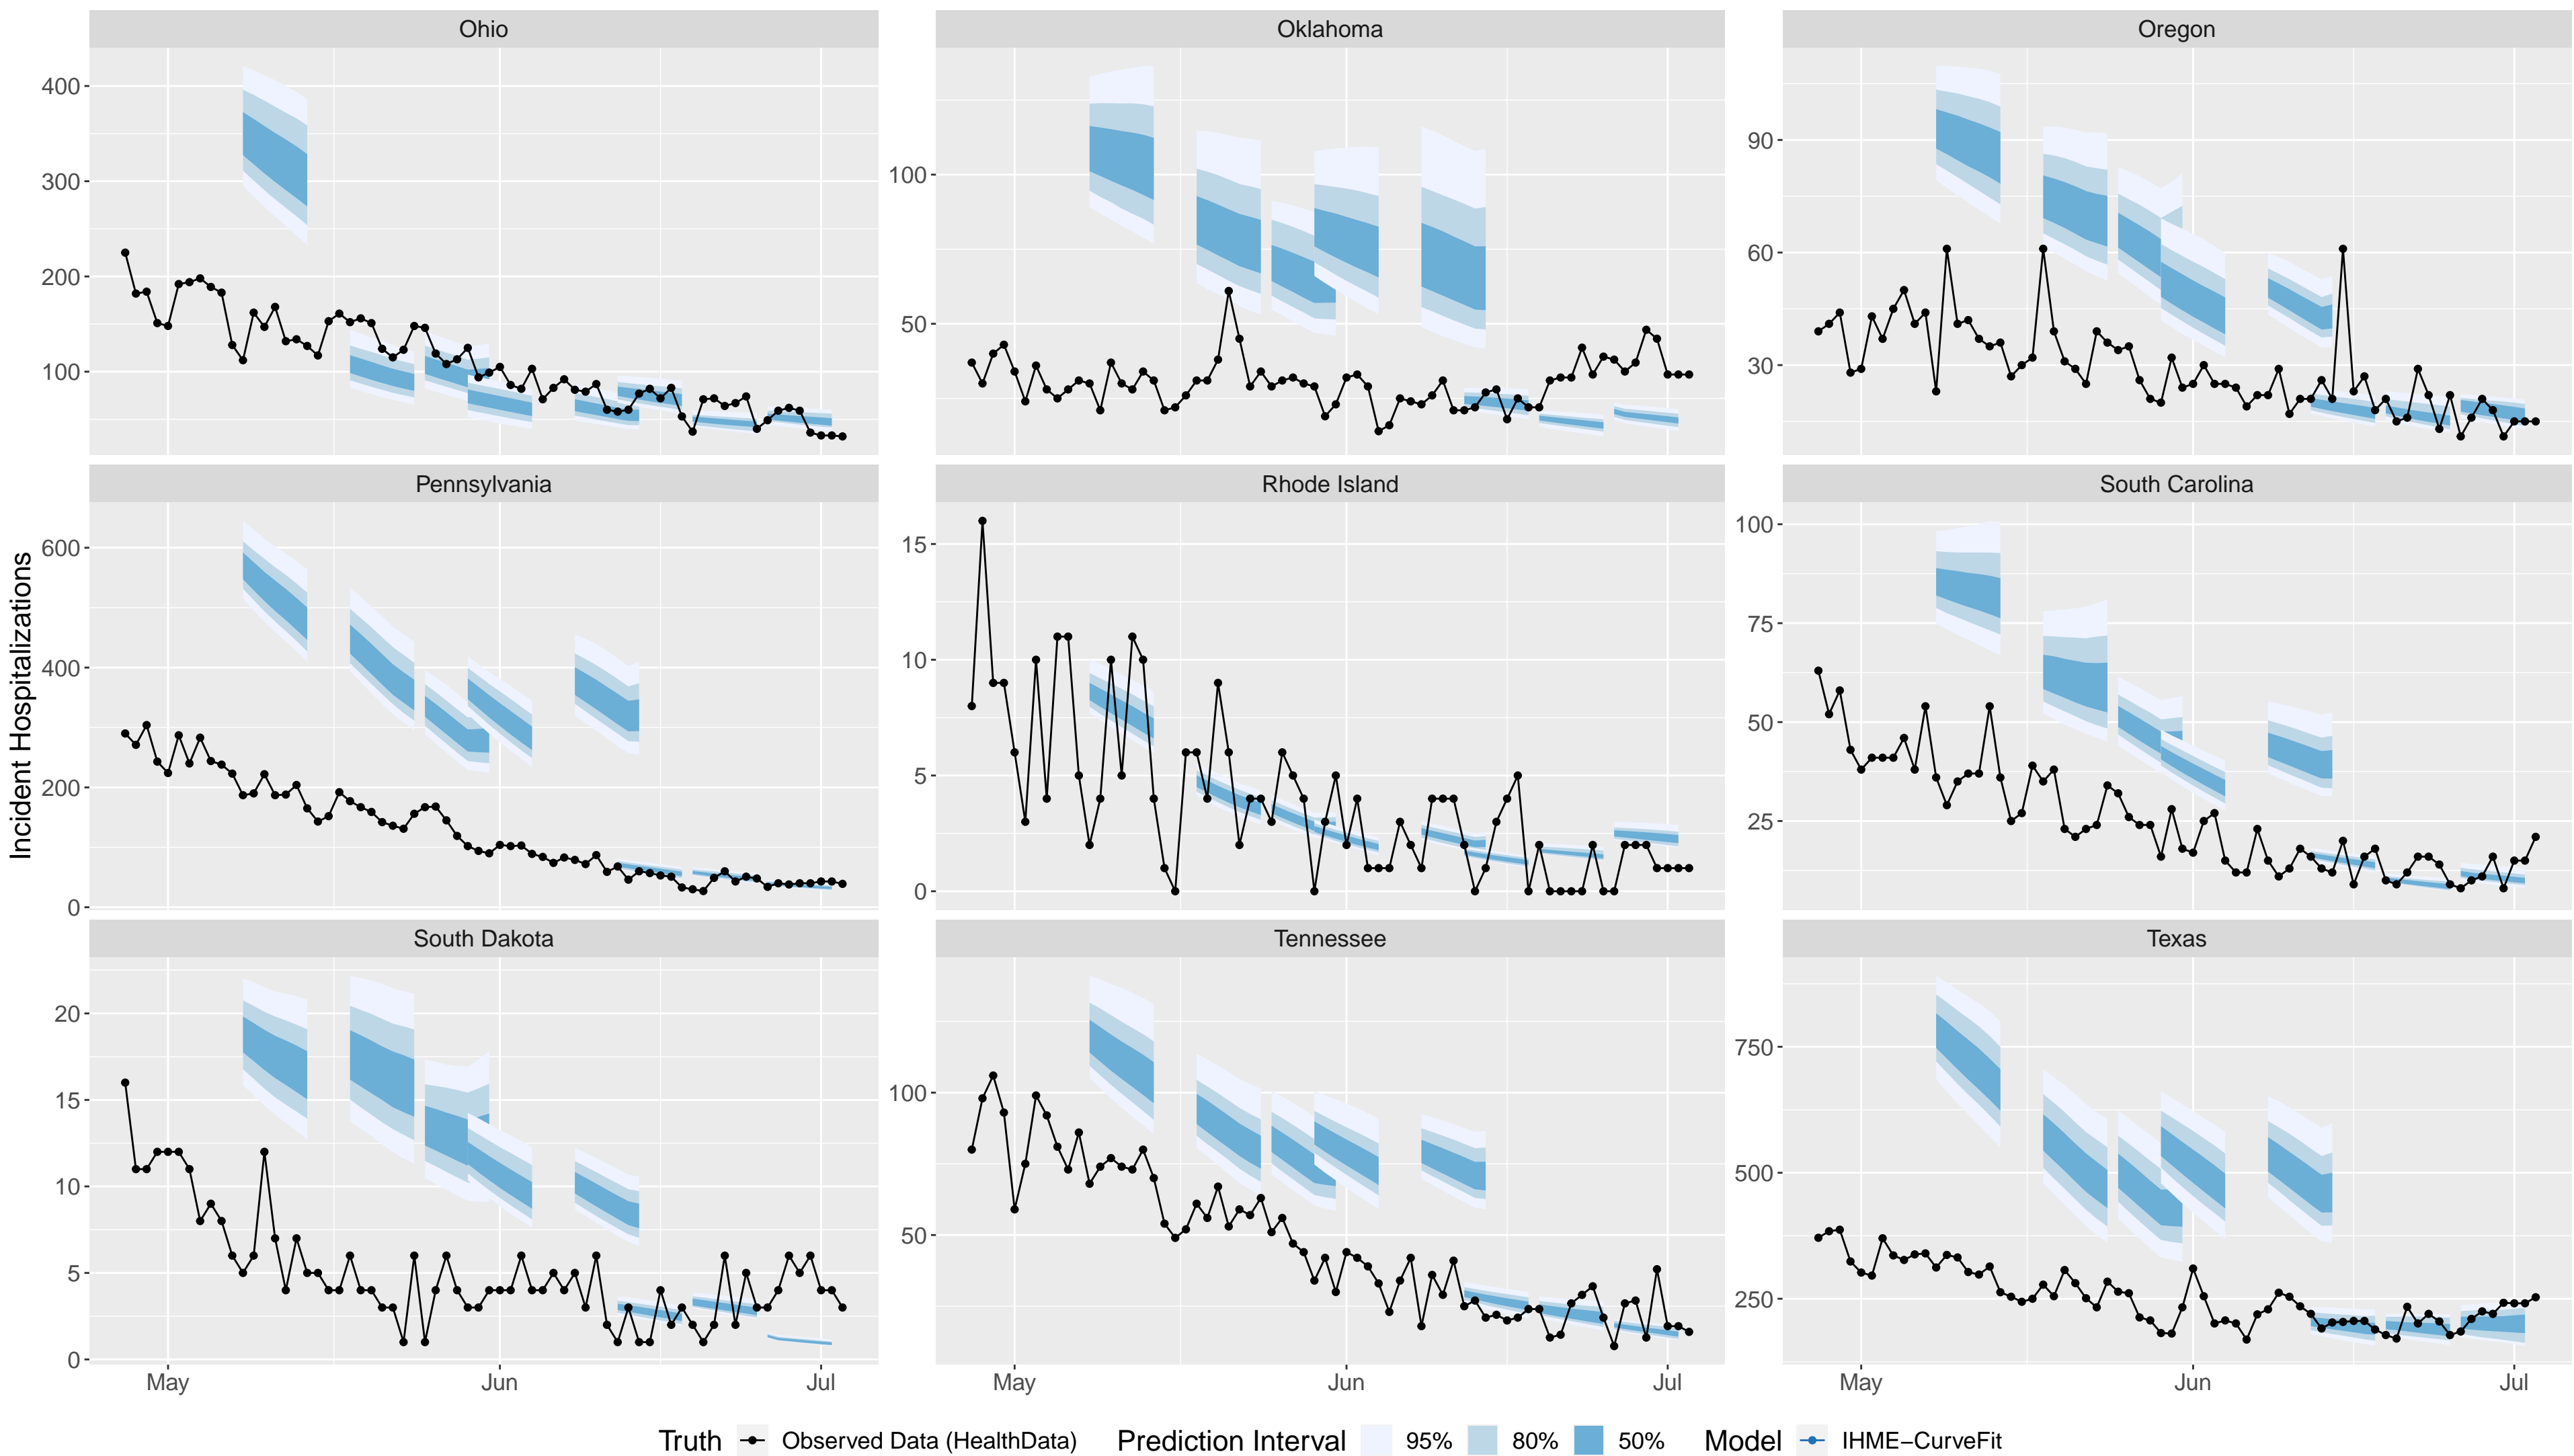 Ohio
Oklahoma
Oregon
400
300
200
100
100
50
90
60
30
Pennsylvania
Rhode Island
South Carolina
Incident Hospitalizations
600
400
200
0
15
10
5
0
100
75
50
25
South Dakota
Tennessee
Texas
20
15
10
5
0
100
50
750
500
250
May Jun Jul
May Jun Jul
May Jun Jul
Truth Observed Data (HealthData) Prediction Interval 95% 80% 50% Model IHME−CurveFit